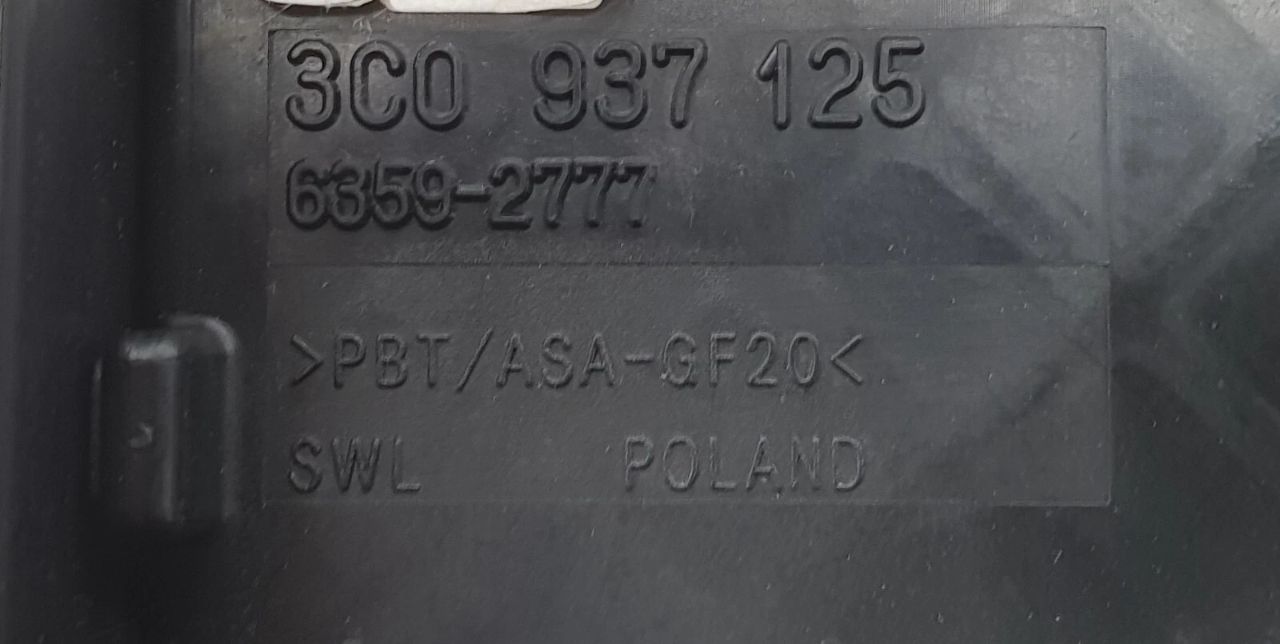 3C0 937 125
6359-2777
>PBT/ASA-GF20<
SWL POLAND